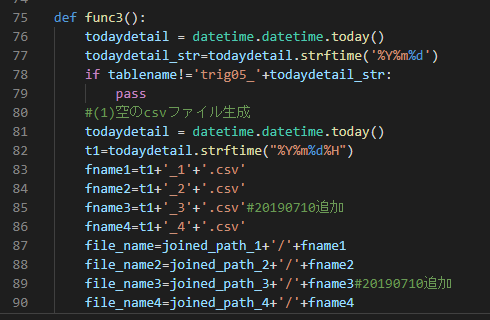 74
75 def func3():
76 todaydetail = datetime.datetime.today()
77 todaydetail_str=todaydetail.strftime('%Y%m%d')
78 if tablename!='trig05_'+todaydetail_str:
79 pass
80 #(1)空のcsvファイル生成
81 todaydetail = datetime.datetime.today()
82 t1=todaydetail.strftime("%Y%m%d%H")
83 fname1=t1+'_1'+'.csv'
84 fname2=t1+'_2'+'.csv'
85 fname3=t1+'_3'+'.csv'#20190710追加
86 fname4=t1+'_4'+'.csv'
87 file_name=joined_path_1+'/'+fname1
88 file_name2=joined_path_2+'/'+fname2
89 file_name3=joined_path_3+'/'+fname3#20190710追加
90 file_name4=joined_path_4+'/'+fname4